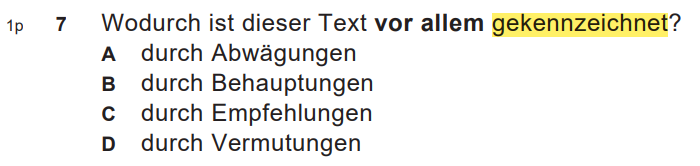 1p 7 Wodurch ist dieser Text vor allem gekennzeichnet?
A durch Abwägungen
B durch Behauptungen
C durch Empfehlungen
D durch Vermutungen